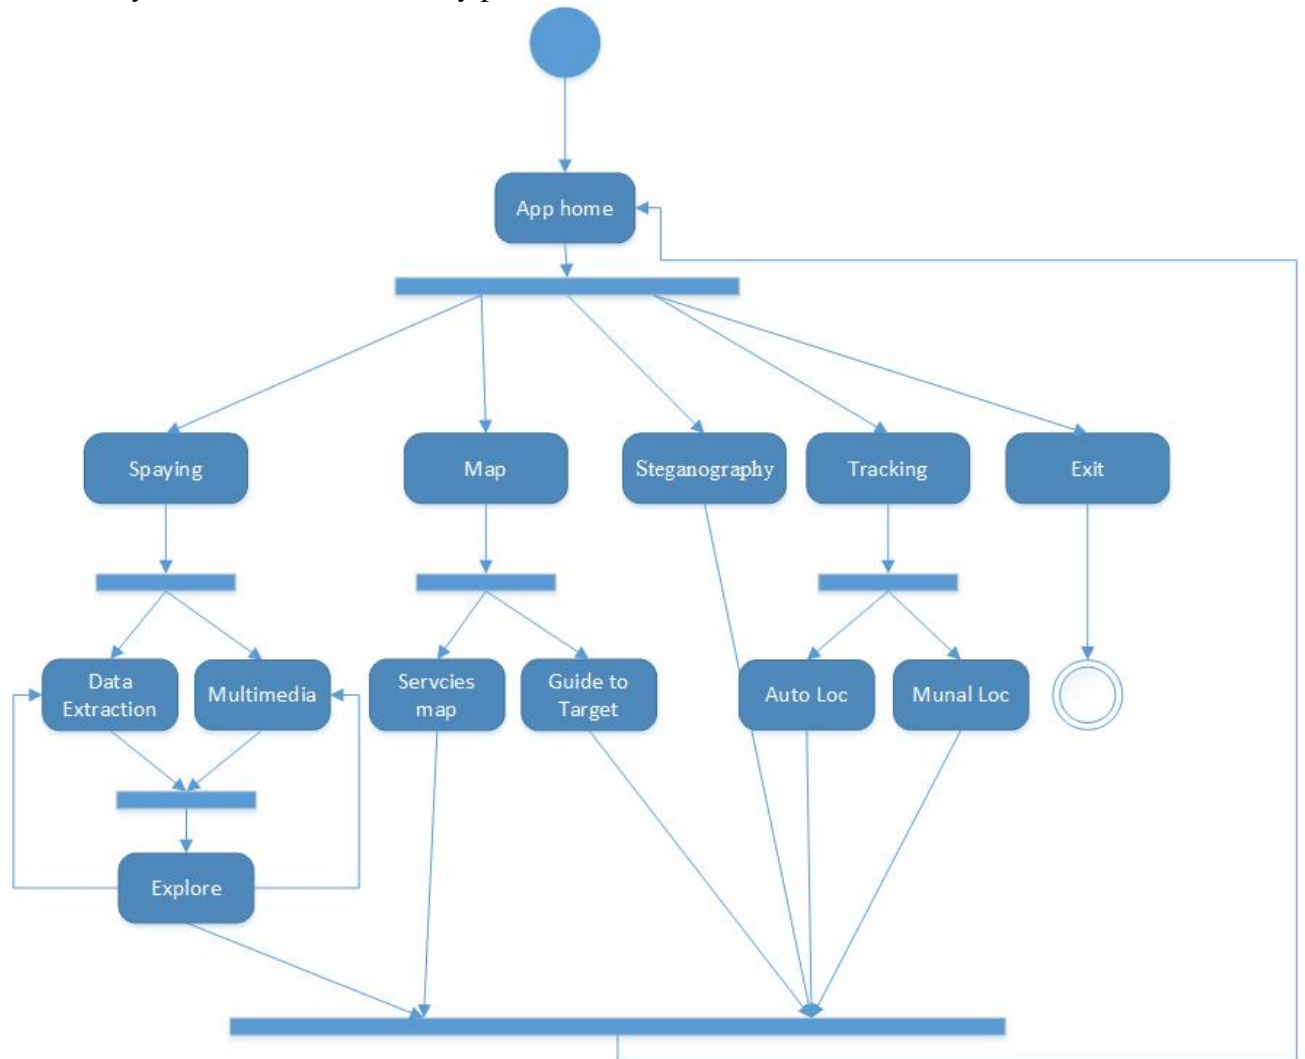 App home
Spaying
Map
Steganography
Tracking
Exit
Data
Extraction
Multimedia
Servcies
map
Guide to
Target
Auto Loc
Munal Loc
Explore